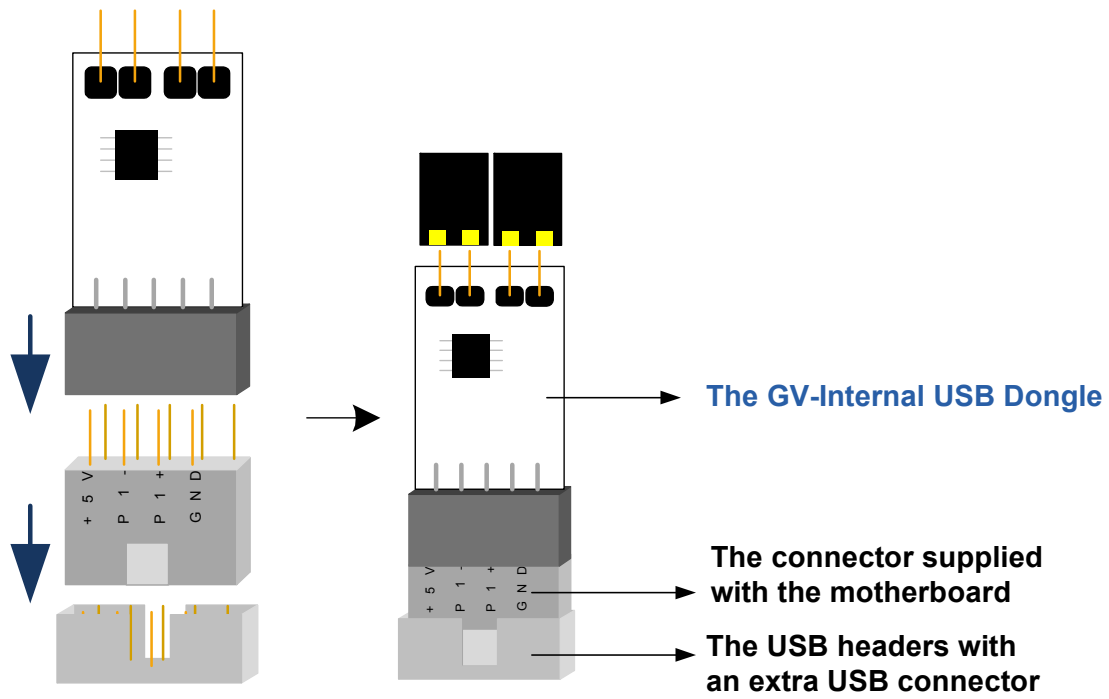 +5V
P1-
P1+
GND
The GV-Internal USB Dongle
+5V
P1-
P1+
GND
The connector supplied
with the motherboard
The USB headers with
an extra USB connector